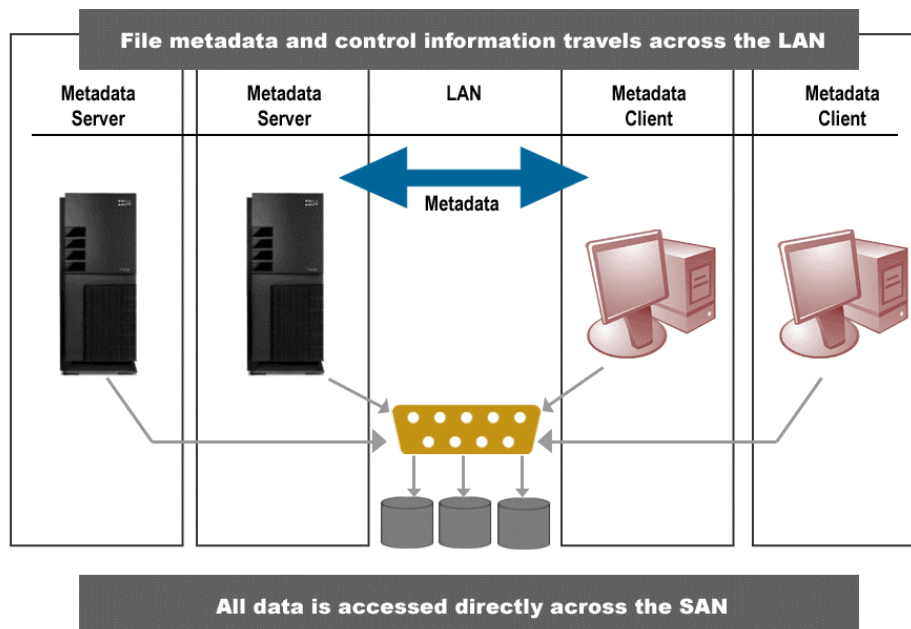 File metadata and control information travels across the LAN
Metadata
Server
Metadata
Server
LAN
Metadata
Client
Metadata
Client
Metadata
All data is accessed directly across the SAN